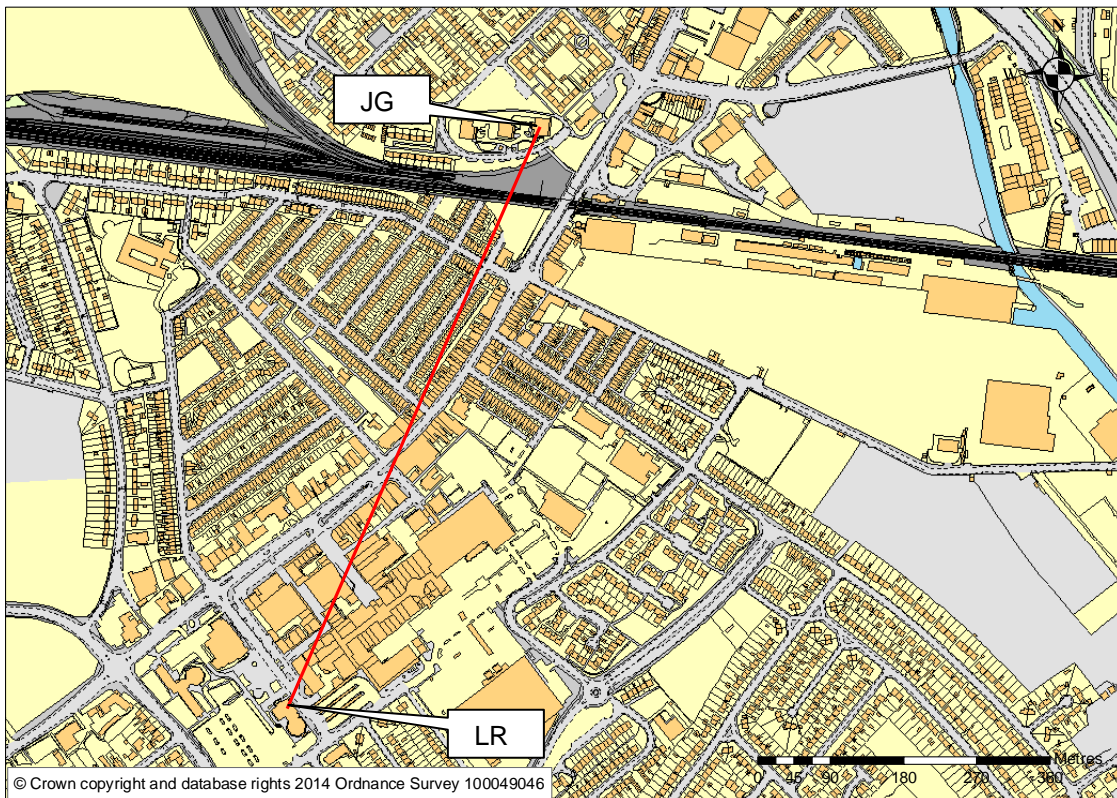 N
W E
JG
LR
Metres
0 45 90 180 270 360
© Crown copyright and database rights 2014 Ordnance Survey 100049046